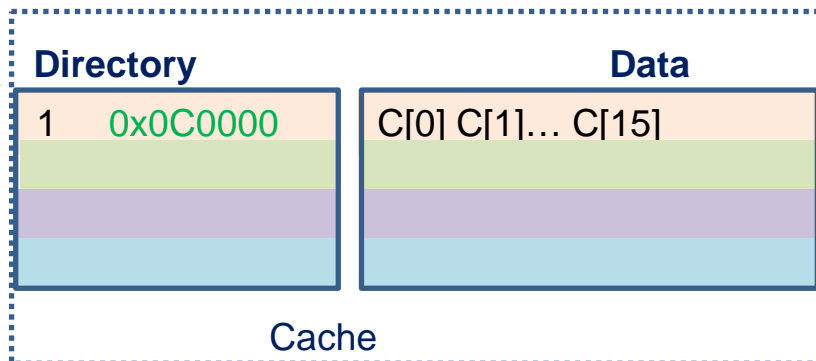 Directory Data
1 0x0C0000 C[0] C[1]... C[15]
Cache